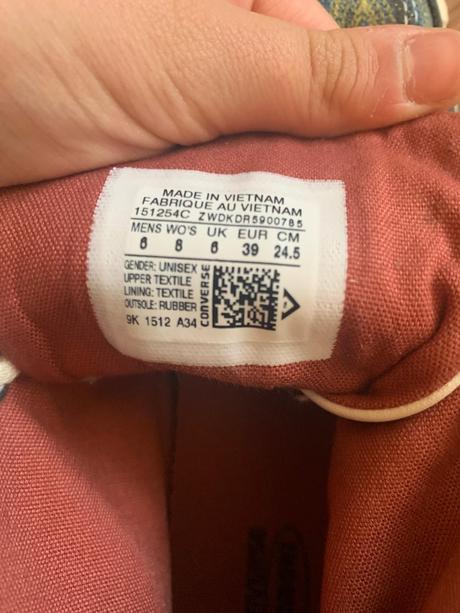 MADE IN VIETNAM
FABRIQUE AU VIETNAM
151254C ZWDKDR5900785
MENS WO'S UK EUR CM
6 8 6 39 24.5
GENDER: UNISEX
UPPER TEXTILE
LINING: TEXTILE
OUTSOLE: RUBBER
9K 1512 A34
CONVERSE